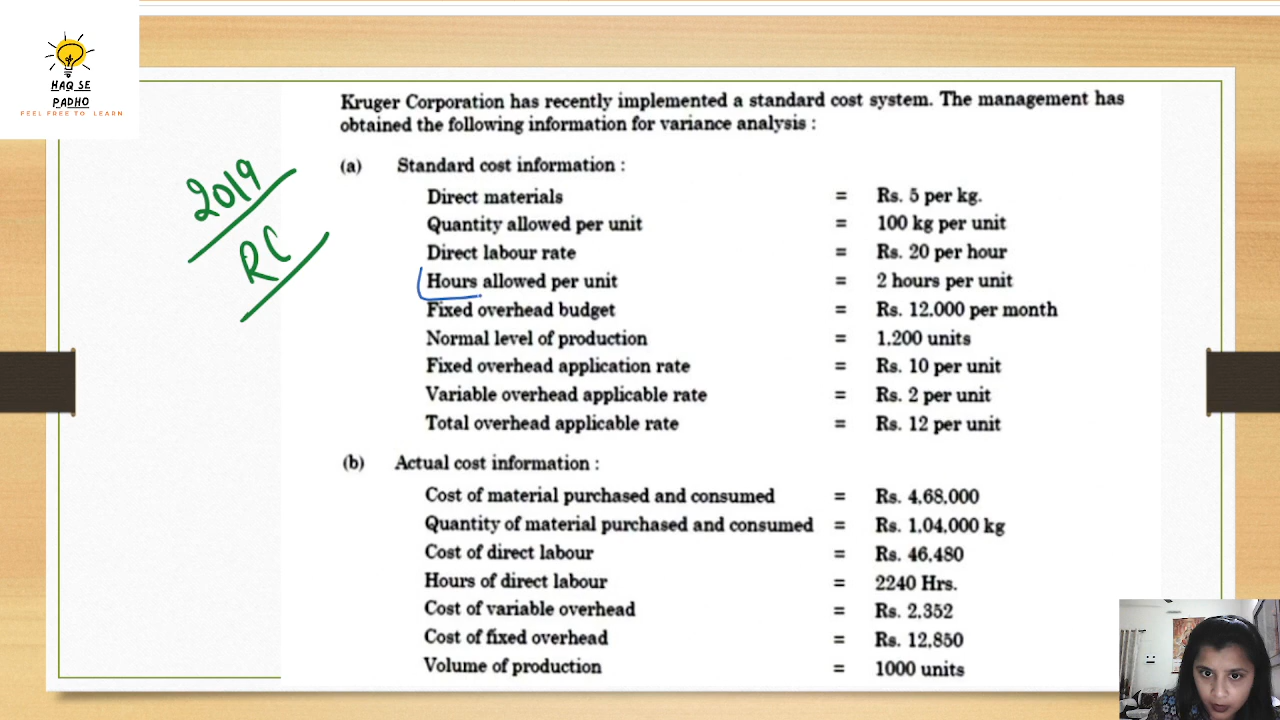 HAQ SE
PADHO
FEEL FREE TO LEARN
2019
RC
Kruger Corporation has recently implemented a standard cost system. The management has
obtained the following information for variance analysis :
(a) Standard cost information :
Direct materials = Rs. 5 per kg.
Quantity allowed per unit = 100 kg per unit
Direct labour rate = Rs. 20 per hour
Hours allowed per unit = 2 hours per unit
Fixed overhead budget = Rs. 12,000 per month
Normal level of production = 1,200 units
Fixed overhead application rate = Rs. 10 per unit
Variable overhead applicable rate = Rs. 2 per unit
Total overhead applicable rate = Rs. 12 per unit
(b) Actual cost information :
Cost of material purchased and consumed = Rs. 4,68,000
Quantity of material purchased and consumed = Rs. 1,04,000 kg
Cost of direct labour = Rs. 46,480
Hours of direct labour = 2240 Hrs.
Cost of variable overhead = Rs. 2,352
Cost of fixed overhead = Rs. 12,850
Volume of production = 1000 units